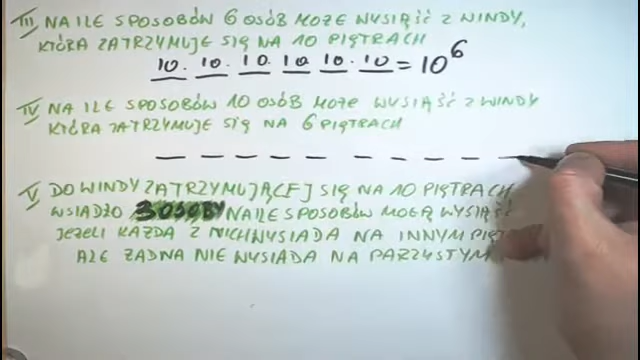 III NA ILE SPOSOBÓW 6 OSÓB MOŻE WYSIĄŚĆ Z WINDY,
KTÓRA ZATRZYMUJE SIĘ NA 10 PIĘTRACH
10. 10. 10. 10. 10. 10 = 10⁶
IV NA ILE SPOSOBÓW 10 OSÓB MOŻE WYSIĄŚĆ Z WINDY
KTÓRA ZATRZYMUJE SIĘ NA 6 PIĘTRACH
V DO WINDY ZATRZYMUJĄCEJ SIĘ NA 10 PIĘTRACH
WSIADŁO 3 OSOBY NA ILE SPOSOBÓW MOGĄ WYSIĄŚĆ
JEŻELI KAŻDA Z NICH WYSIADA NA INNYM
ALE ŻADNA NIE WYSIADA NA PARZYSTYM